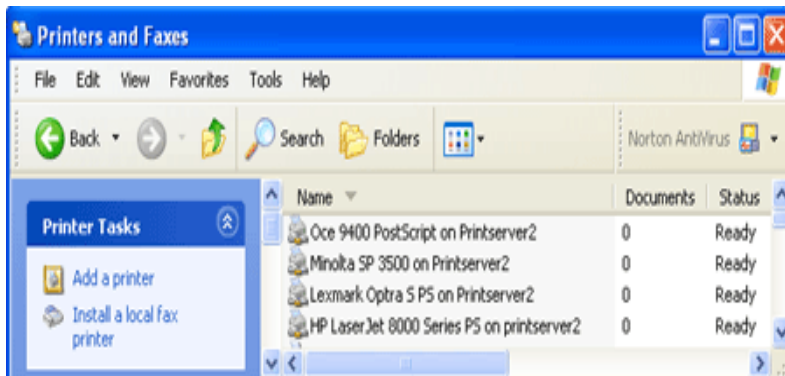 Printers and Faxes
File Edit View Favorites Tools Help
Back Search Folders Norton AntiVirus
Printer Tasks
Add a printer
Install a local fax
printer
Name Documents Status
Oce 9400 PostScript on Printserver2 0 Ready
Minolta SP 3500 on Printserver2 0 Ready
Lexmark Optra S PS on Printserver2 0 Ready
HP LaserJet 8000 Series PS on printserver2 0 Ready